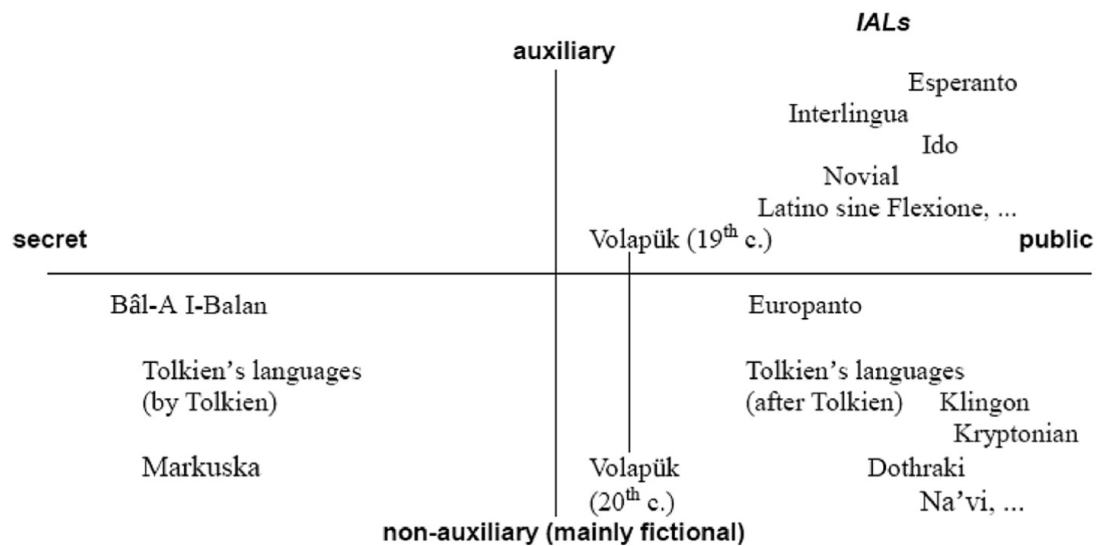 IALs
auxiliary
Esperanto
Interlingua
Ido
Novial
Latino sine Flexione, ...
secret
Volapük (19th c.)
public
Bâl-A I-Balan
Europanto
Tolkien's languages
(by Tolkien)
Tolkien's languages
(after Tolkien)
Klingon
Kryptonian
Markuska
Volapük
(20th c.)
Dothraki
Na'vi, ...
non-auxiliary (mainly fictional)